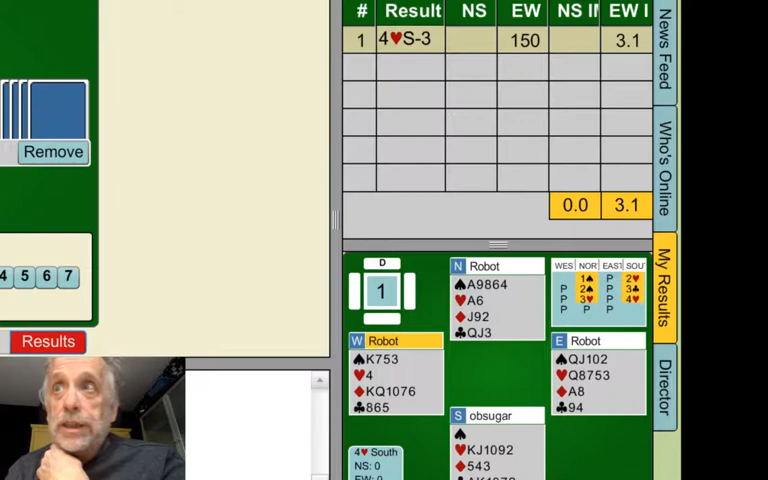 # Result NS EW NS I EW I
1 4♥S-3 150 3.1
0.0 3.1
Remove
4 5 6 7
Results
News Feed
Who's Online
My Results
Director
D
1
N Robot
♠A9864
♥A6
♦J92
♣QJ3
WES NOR EAST SOU
1♠ P 2♥
P 2♠ P 3♣
P 3♥ P 4♥
P P P
W Robot
♠K753
♥4
♦KQ1076
♣865
E Robot
♠QJ102
♥Q8753
♦A8
♣94
S obsugar
♠
♥KJ1092
♦543
4♥ South
NS: 0
EW: 0